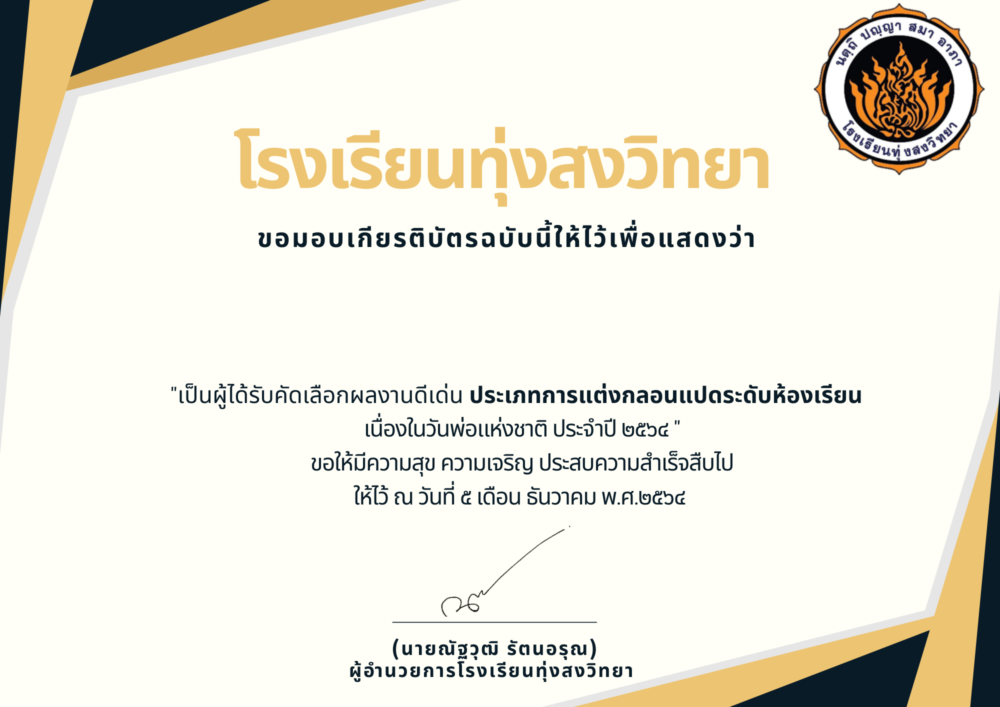 นตฺถิ ปญฺญา สมา อาภา
โรงเรียนทุ่งสงวิทยา
โรงเรียนทุ่งสงวิทยา
ขอมอบเกียรติบัตรฉบับนี้ให้ไว้เพื่อแสดงว่า
"เป็นผู้ได้รับคัดเลือกผลงานดีเด่น ประเภทการแต่งกลอนแปดระดับห้องเรียน
เนื่องในวันพ่อแห่งชาติ ประจำปี ๒๕๖๔ "
ขอให้มีความสุข ความเจริญ ประสบความสำเร็จสืบไป
ให้ไว้ ณ วันที่ ๕ เดือน ธันวาคม พ.ศ.๒๕๖๔
(นายณัฐวุฒิ รัตนอรุณ)
ผู้อำนวยการโรงเรียนทุ่งสงวิทยา